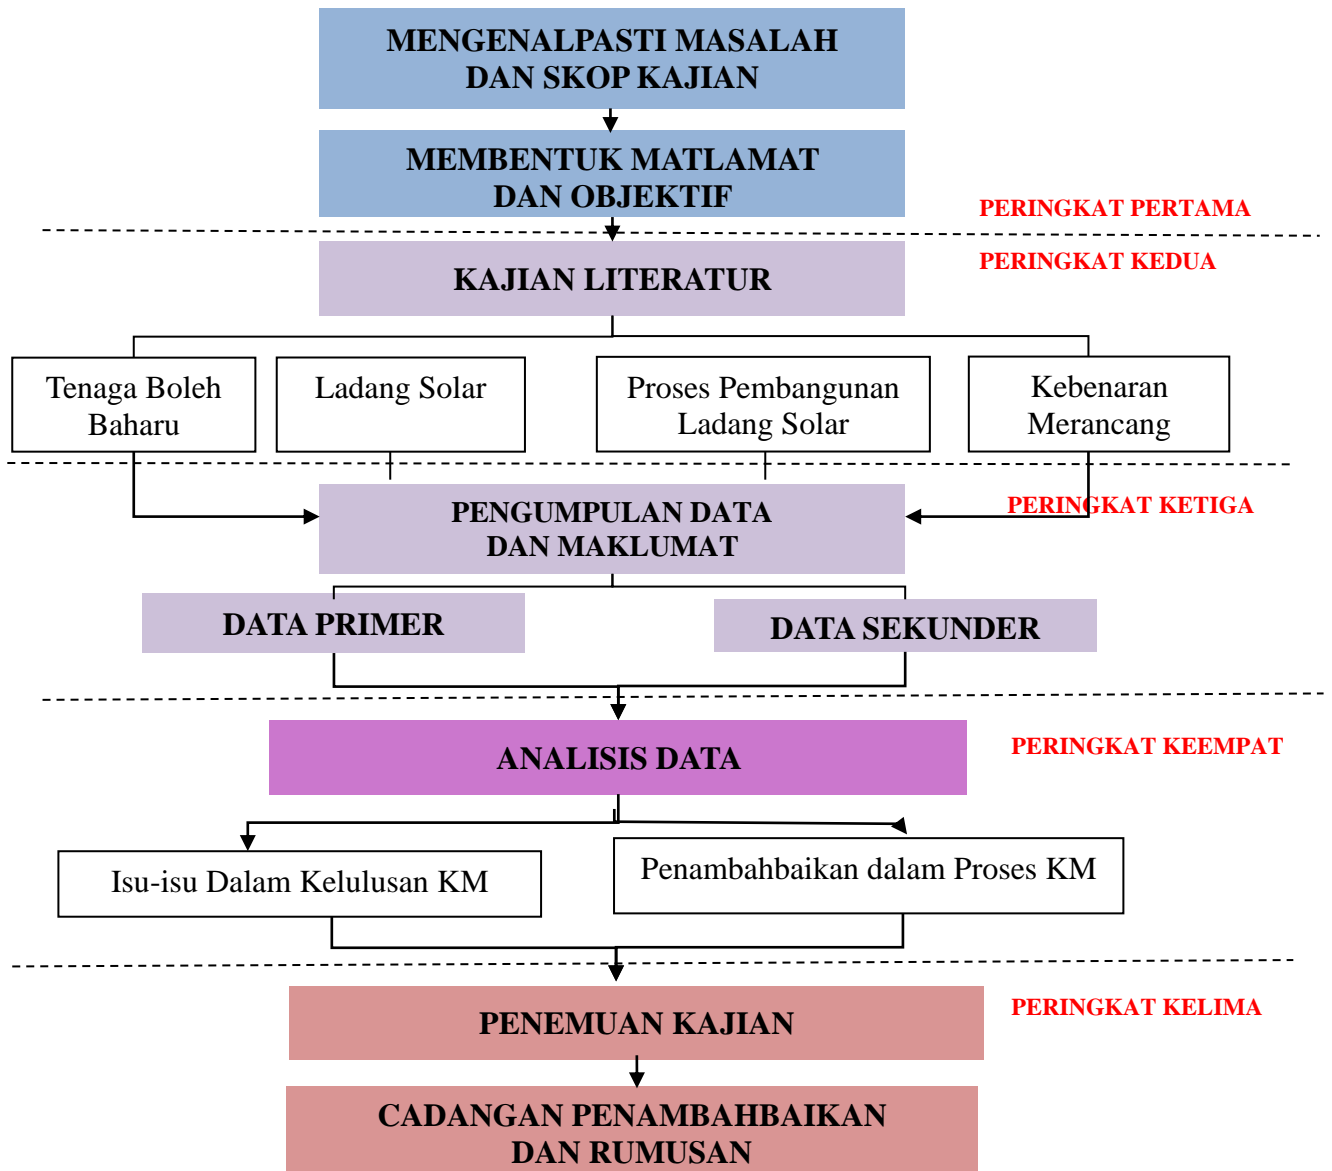 MENGENALPASTI MASALAH
DAN SKOP KAJIAN
MEMBENTUK MATLAMAT
DAN OBJEKTIF
PERINGKAT PERTAMA
PERINGKAT KEDUA
KAJIAN LITERATUR
Tenaga Boleh
Baharu
Ladang Solar
Proses Pembangunan
Ladang Solar
Kebenaran
Merancang
PERINGKAT KETIGA
PENGUMPULAN DATA
DAN MAKLUMAT
DATA PRIMER
DATA SEKUNDER
PERINGKAT KEEMPAT
ANALISIS DATA
Isu-isu Dalam Kelulusan KM
Penambahbaikan dalam Proses KM
PERINGKAT KELIMA
PENEMUAN KAJIAN
CADANGAN PENAMBAHBAIKAN
DAN RUMUSAN